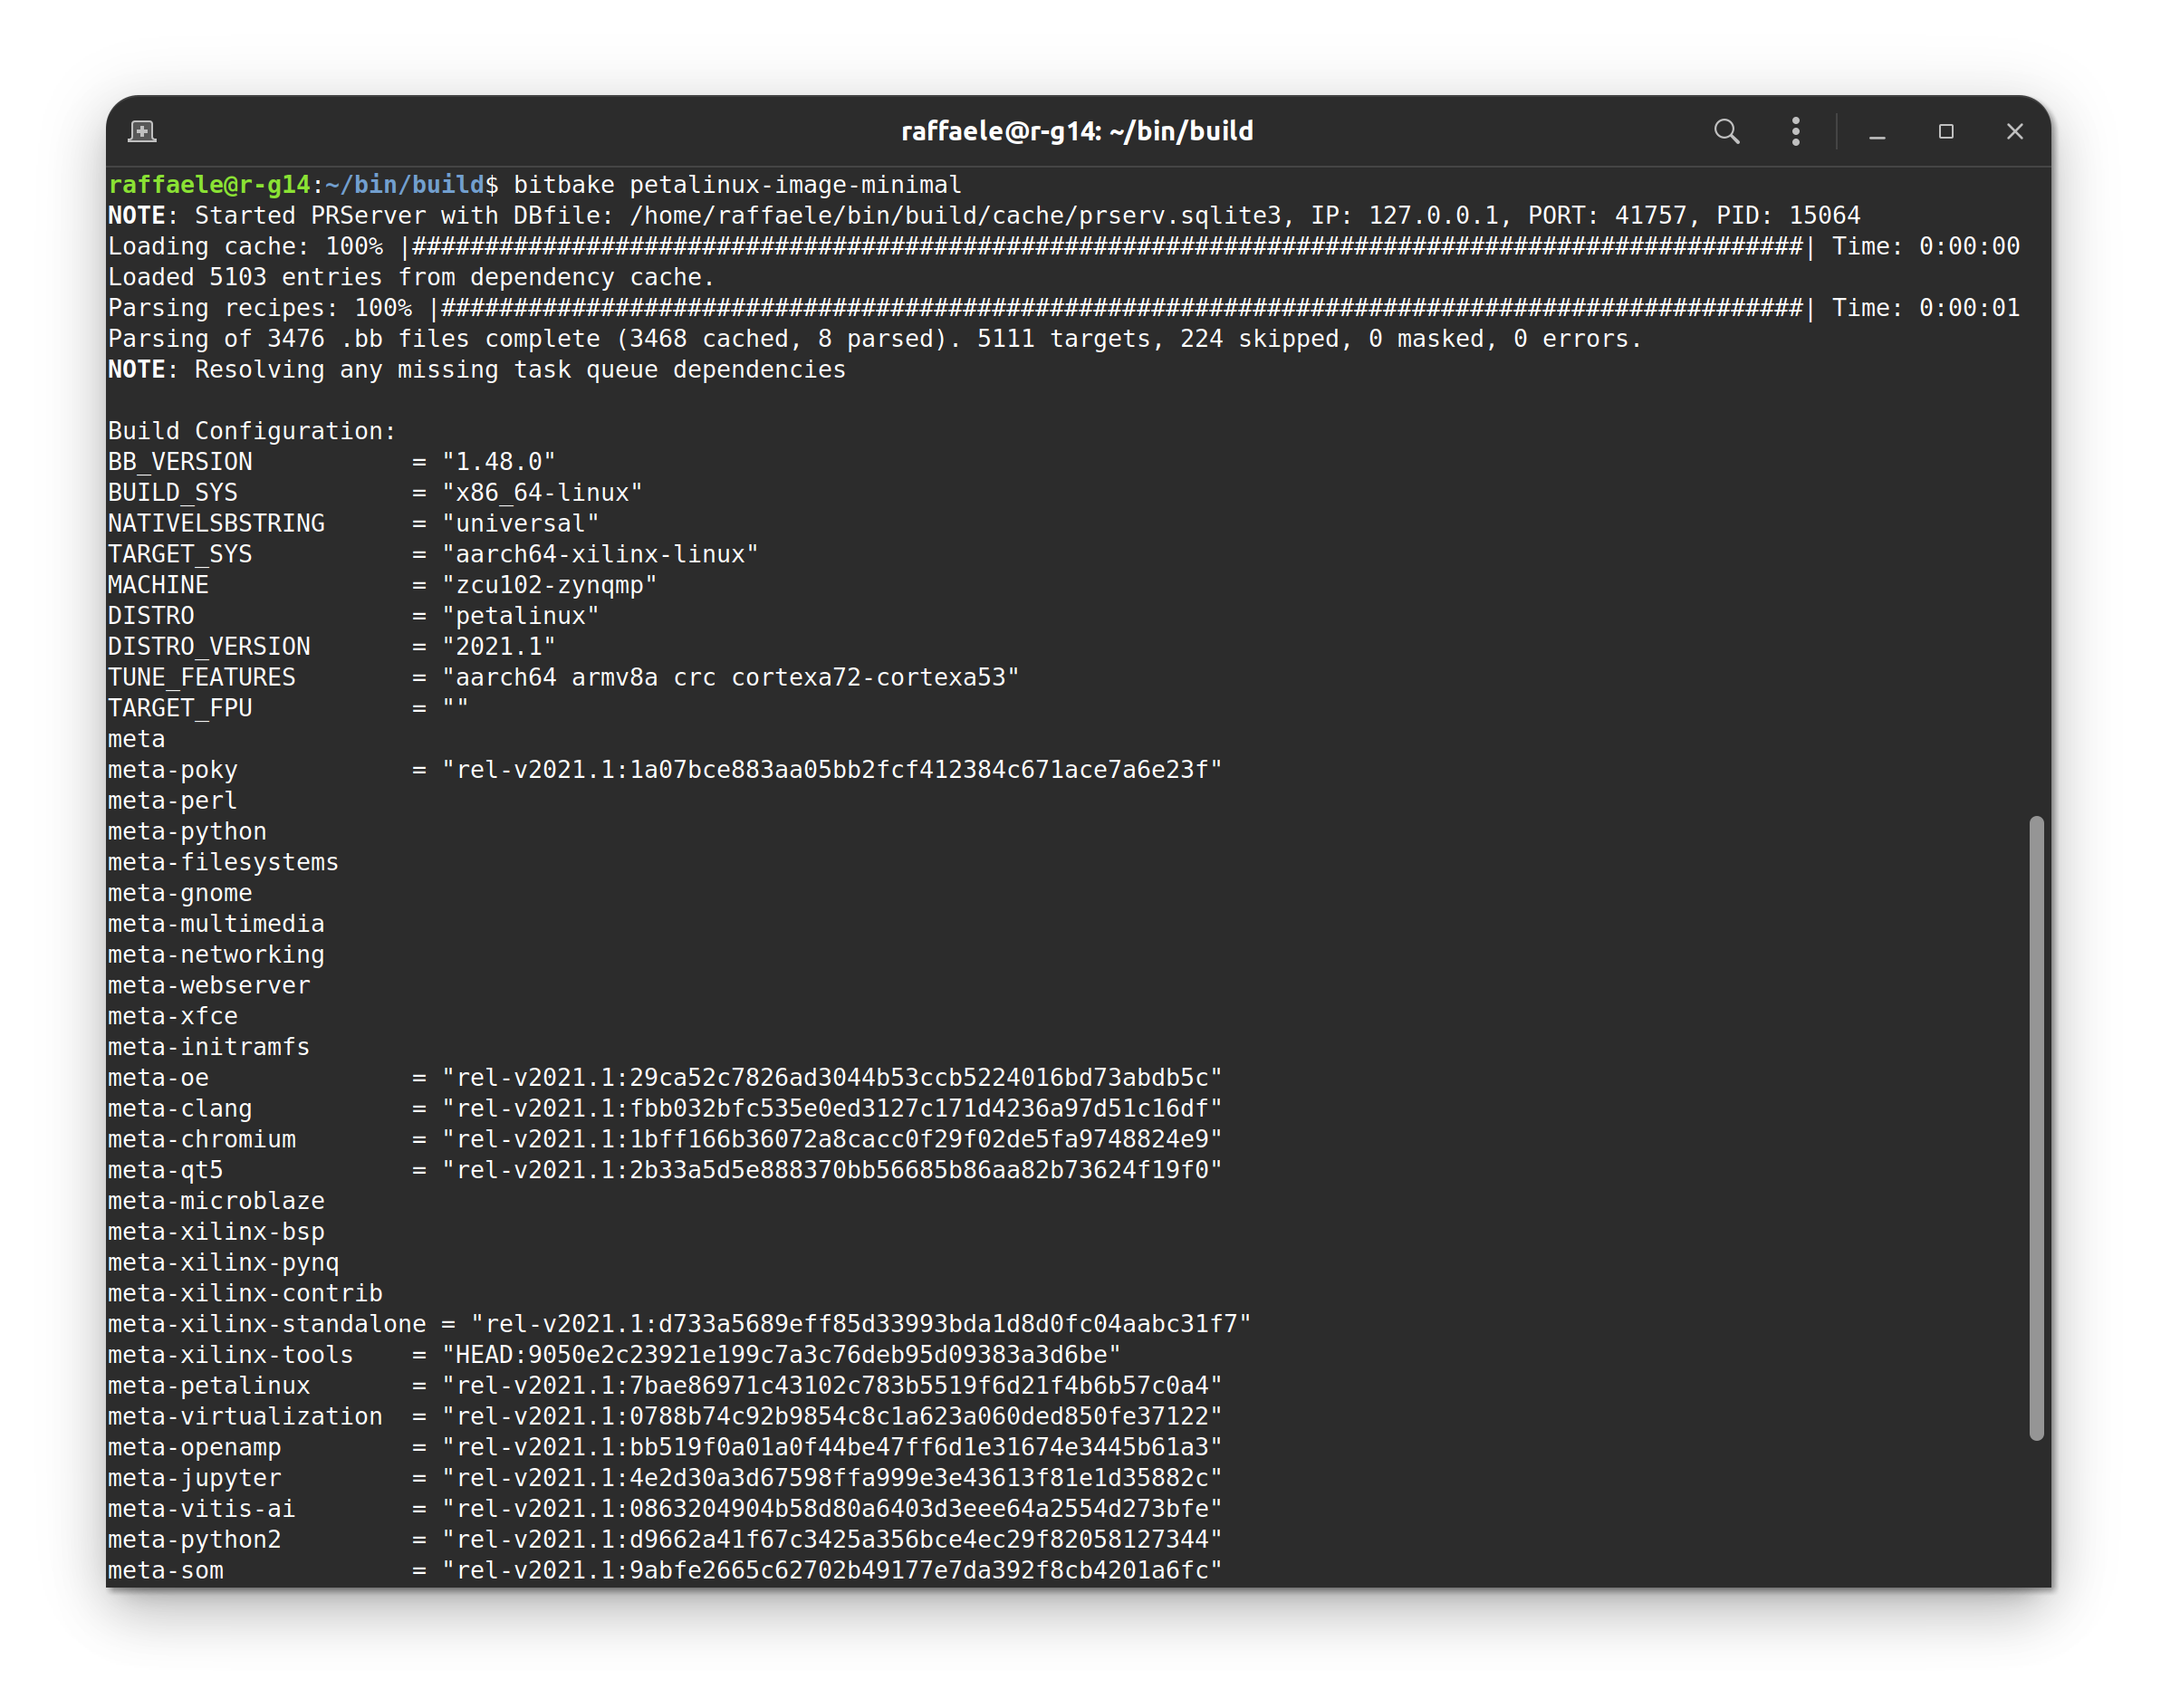 raffaele@r-g14: ~/bin/build
raffaele@r-g14:~/bin/build$ bitbake petalinux-image-minimal
NOTE: Started PRServer with DBfile: /home/raffaele/bin/build/cache/prserv.sqlite3, IP: 127.0.0.1, PORT: 41757, PID: 15064
Loading cache: 100% |################################################################################################| Time: 0:00:00
Loaded 5103 entries from dependency cache.
Parsing recipes: 100% |##############################################################################################| Time: 0:00:01
Parsing of 3476 .bb files complete (3468 cached, 8 parsed). 5111 targets, 224 skipped, 0 masked, 0 errors.
NOTE: Resolving any missing task queue dependencies

Build Configuration:
BB_VERSION           = "1.48.0"
BUILD_SYS            = "x86_64-linux"
NATIVELSBSTRING      = "universal"
TARGET_SYS           = "aarch64-xilinx-linux"
MACHINE              = "zcu102-zynqmp"
DISTRO               = "petalinux"
DISTRO_VERSION       = "2021.1"
TUNE_FEATURES        = "aarch64 armv8a crc cortexa72-cortexa53"
TARGET_FPU           = ""
meta
meta-poky            = "rel-v2021.1:1a07bce883aa05bb2fcf412384c671ace7a6e23f"
meta-perl
meta-python
meta-filesystems
meta-gnome
meta-multimedia
meta-networking
meta-webserver
meta-xfce
meta-initramfs
meta-oe              = "rel-v2021.1:29ca52c7826ad3044b53ccb5224016bd73abdb5c"
meta-clang           = "rel-v2021.1:fbb032bfc535e0ed3127c171d4236a97d51c16df"
meta-chromium        = "rel-v2021.1:1bff166b36072a8cacc0f29f02de5fa9748824e9"
meta-qt5             = "rel-v2021.1:2b33a5d5e888370bb56685b86aa82b73624f19f0"
meta-microblaze
meta-xilinx-bsp
meta-xilinx-pynq
meta-xilinx-contrib
meta-xilinx-standalone = "rel-v2021.1:d733a5689eff85d33993bda1d8d0fc04aabc31f7"
meta-xilinx-tools    = "HEAD:9050e2c23921e199c7a3c76deb95d09383a3d6be"
meta-petalinux       = "rel-v2021.1:7bae86971c43102c783b5519f6d21f4b6b57c0a4"
meta-virtualization  = "rel-v2021.1:0788b74c92b9854c8c1a623a060ded850fe37122"
meta-openamp         = "rel-v2021.1:bb519f0a01a0f44be47ff6d1e31674e3445b61a3"
meta-jupyter         = "rel-v2021.1:4e2d30a3d67598ffa999e3e43613f81e1d35882c"
meta-vitis-ai        = "rel-v2021.1:0863204904b58d80a6403d3eee64a2554d273bfe"
meta-python2         = "rel-v2021.1:d9662a41f67c3425a356bce4ec29f82058127344"
meta-som             = "rel-v2021.1:9abfe2665c62702b49177e7da392f8cb4201a6fc"